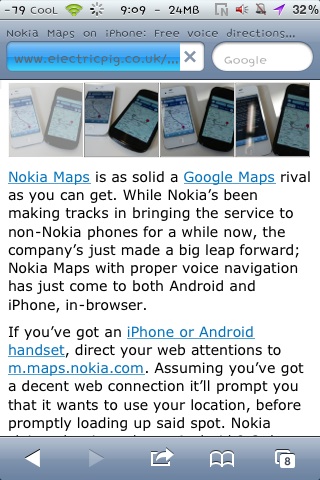 -79 CooL 9:09 - 24MB N 32%
Nokia Maps on iPhone: Free voice directions...
www.electricpig.co.uk/...
Google
Nokia Maps is as solid a Google Maps rival
as you can get. While Nokia's been
making tracks in bringing the service to
non-Nokia phones for a while now, the
company's just made a big leap forward;
Nokia Maps with proper voice navigation
has just come to both Android and
iPhone, in-browser.
If you've got an iPhone or Android
handset, direct your web attentions to
m.maps.nokia.com. Assuming you've got
a decent web connection it'll prompt you
that it wants to use your location, before
promptly loading up said spot. Nokia
8